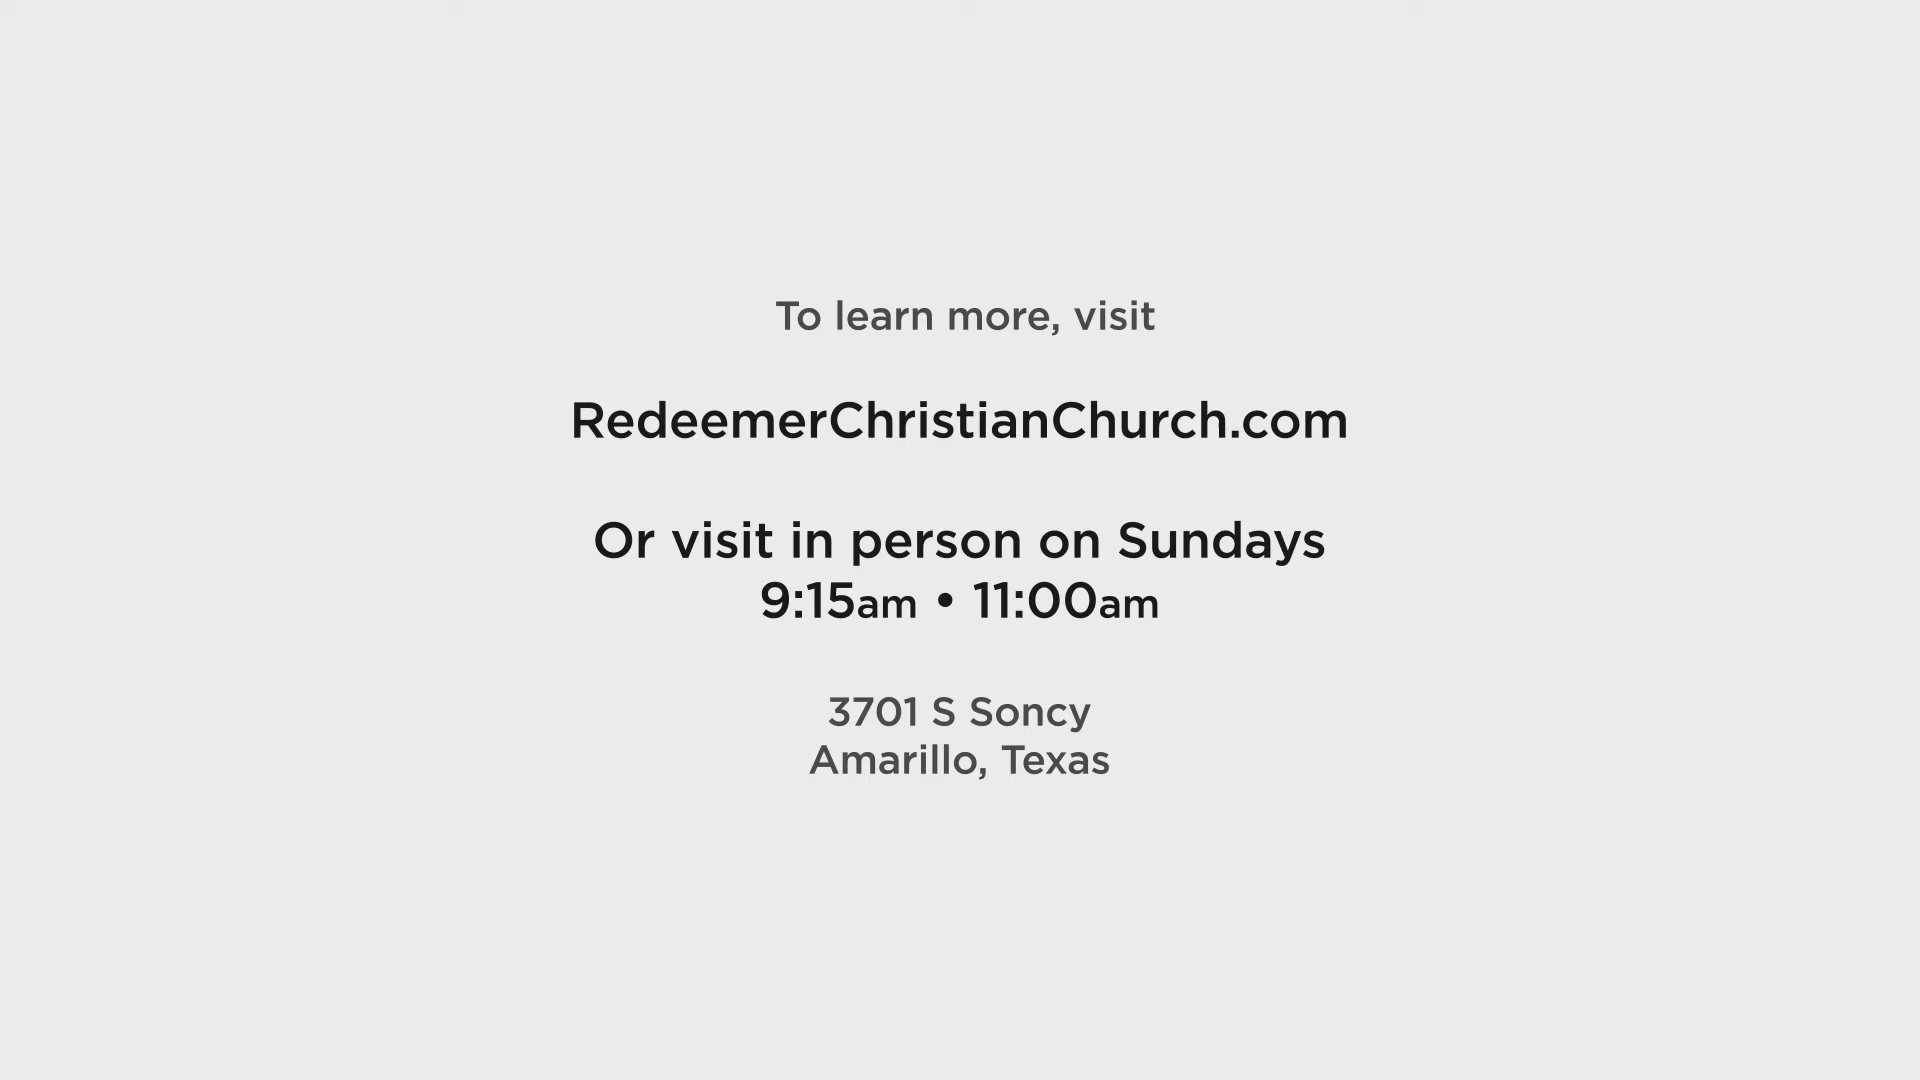 To learn more, visit
RedeemerChristianChurch.com
Or visit in person on Sundays
9:15am • 11:00am
3701 S Soncy
Amarillo, Texas